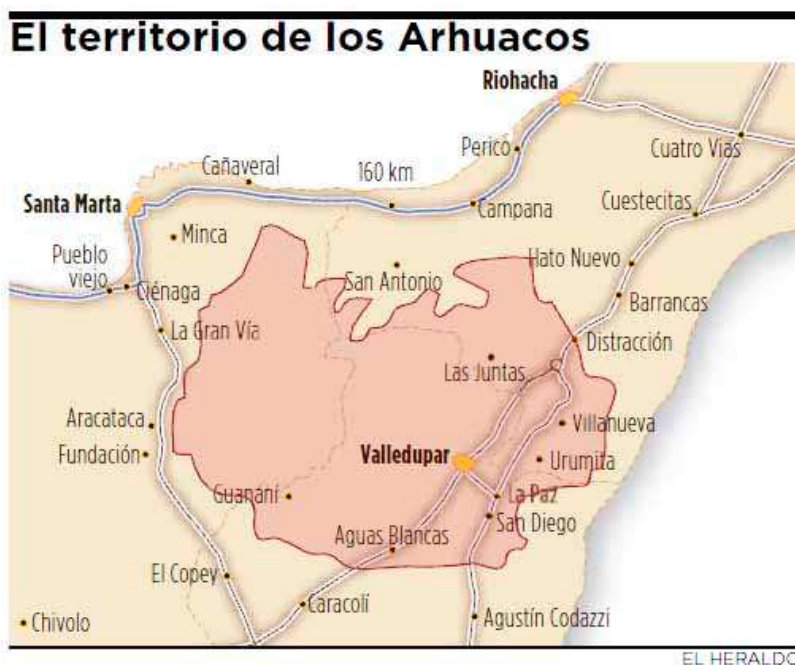 El territorio de los Arhuacos
Riohacha
Perico
Cuatro Vías
Cañaveral
160 km
Santa Marta
Campana
Cuestecitas
Minca
Pueblo
viejo
Hato Nuevo
San Antonio
Ciénaga
Barrancas
La Gran Vía
Distracción
Las Juntas
Aracataca
Villanueva
Fundación
Valledupar
Urumita
Guananí
La Paz
San Diego
Aguas Blancas
El Copey
Caracolí
Chivolo
Agustín Codazzi
EL HERALDO